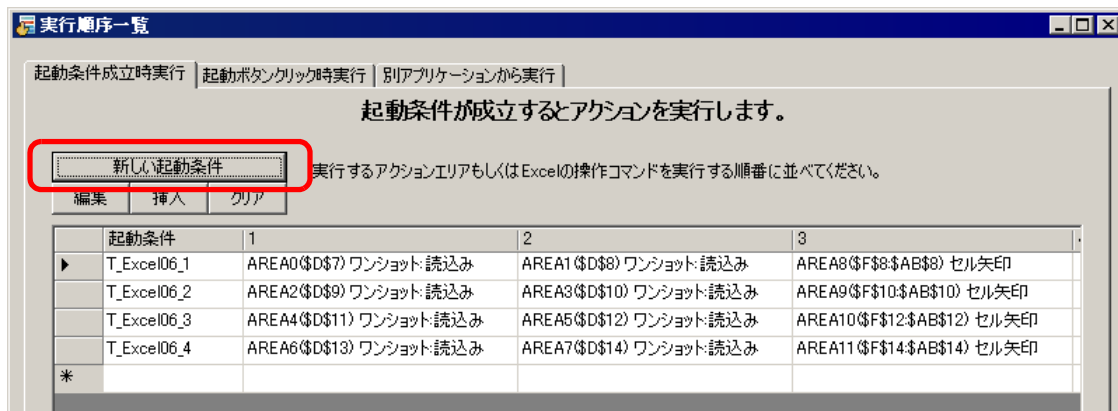 実行順序一覧
起動条件成立時実行 起動ボタンクリック時実行 別アプリケーションから実行
起動条件が成立するとアクションを実行します。
新しい起動条件 実行するアクションエリアもしくはExcelの操作コマンドを実行する順番に並べてください。
編集 挿入 クリア
起動条件 1 2 3
T_Excel06_1 AREA0($D$7) ワンショット:読込み AREA1($D$8) ワンショット:読込み AREA8($F$8:$AB$8) セル矢印
T_Excel06_2 AREA2($D$9) ワンショット:読込み AREA3($D$10) ワンショット:読込み AREA9($F$10:$AB$10) セル矢印
T_Excel06_3 AREA4($D$11) ワンショット:読込み AREA5($D$12) ワンショット:読込み AREA10($F$12:$AB$12) セル矢印
T_Excel06_4 AREA6($D$13) ワンショット:読込み AREA7($D$14) ワンショット:読込み AREA11($F$14:$AB$14) セル矢印